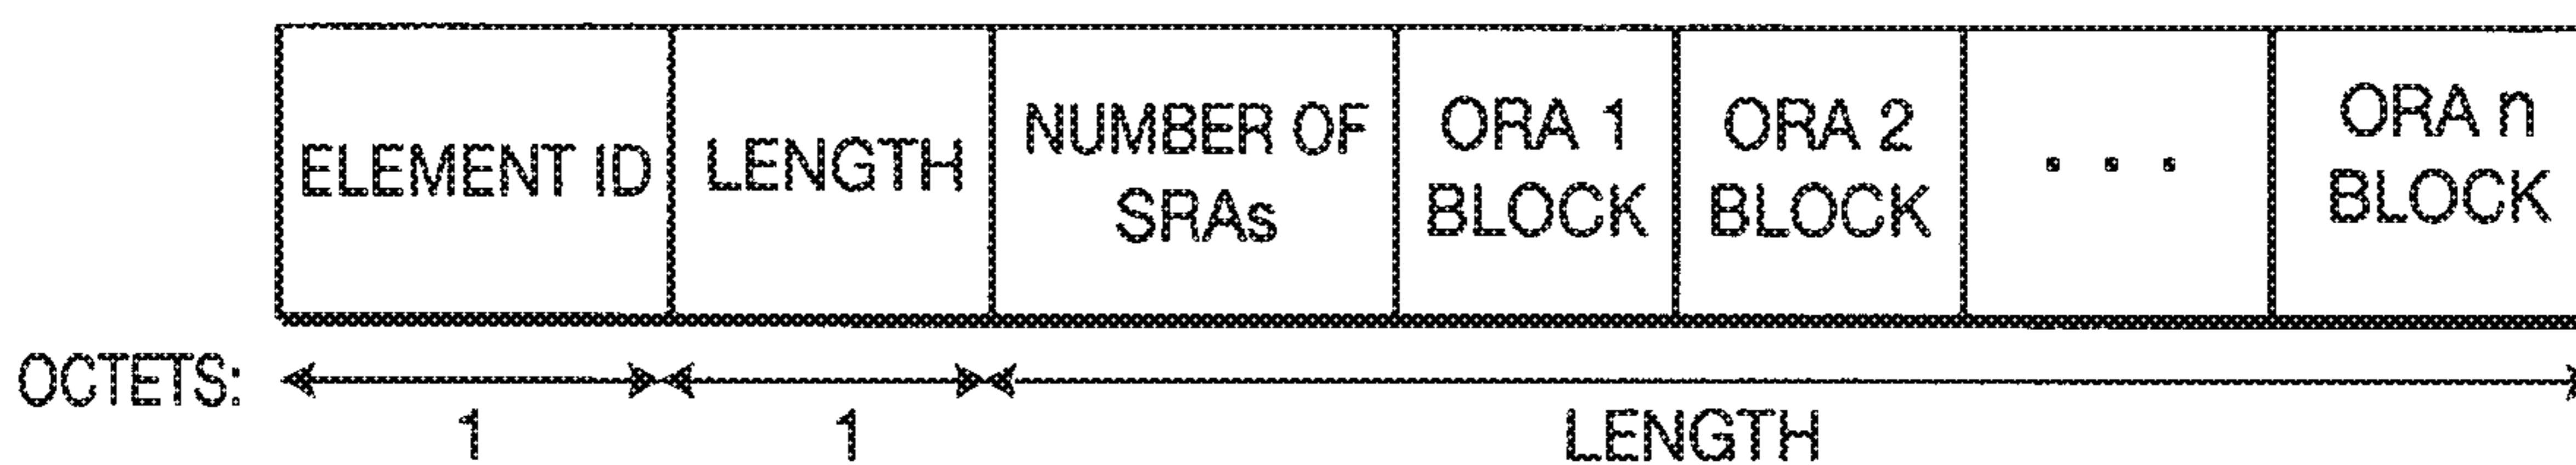 ELEMENT ID
LENGTH
NUMBER OF
SRAs
ORA 1
BLOCK
ORA 2
BLOCK
. . .
ORA n
BLOCK
OCTETS:
1
1
LENGTH